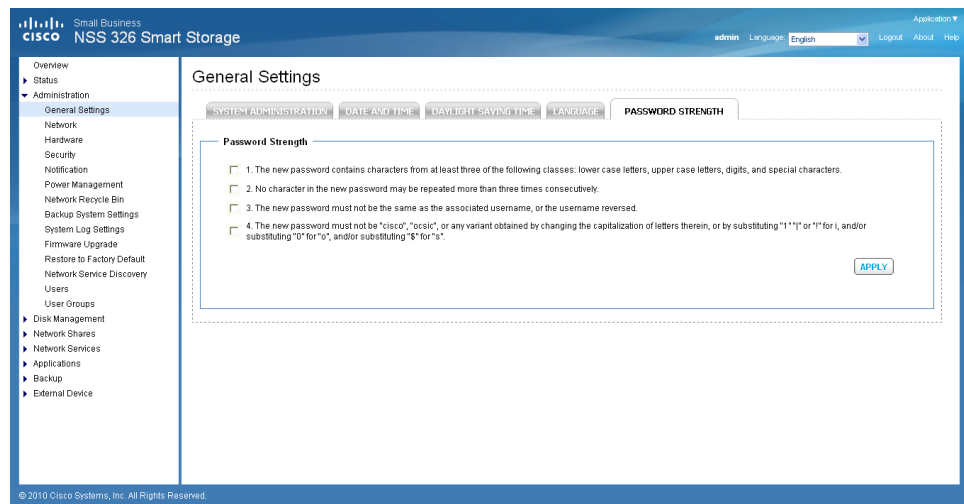 Small Business
Application▼
CISCO NSS 326 Smart Storage
admin Language: English Logout About Help
Overview
Status
Administration
General Settings
Network
Hardware
Security
Notification
Power Management
Network Recycle Bin
Backup System Settings
System Log Settings
Firmware Upgrade
Restore to Factory Default
Network Service Discovery
Users
User Groups
Disk Management
Network Shares
Network Services
Applications
Backup
External Device
General Settings
SYSTEM ADMINISTRATION DATE AND TIME DAYLIGHT SAVING TIME LANGUAGE PASSWORD STRENGTH
Password Strength
1. The new password contains characters from at least three of the following classes: lower case letters, upper case letters, digits, and special characters.
2. No character in the new password may be repeated more than three times consecutively.
3. The new password must not be the same as the associated username, or the username reversed.
4. The new password must not be "cisco", "ocsic", or any variant obtained by changing the capitalization of letters therein, or by substituting "1" "|" or "!" for i, and/or
substituting "0" for "o", and/or substituting "$" for "s".
APPLY
© 2010 Cisco Systems, Inc. All Rights Reserved.